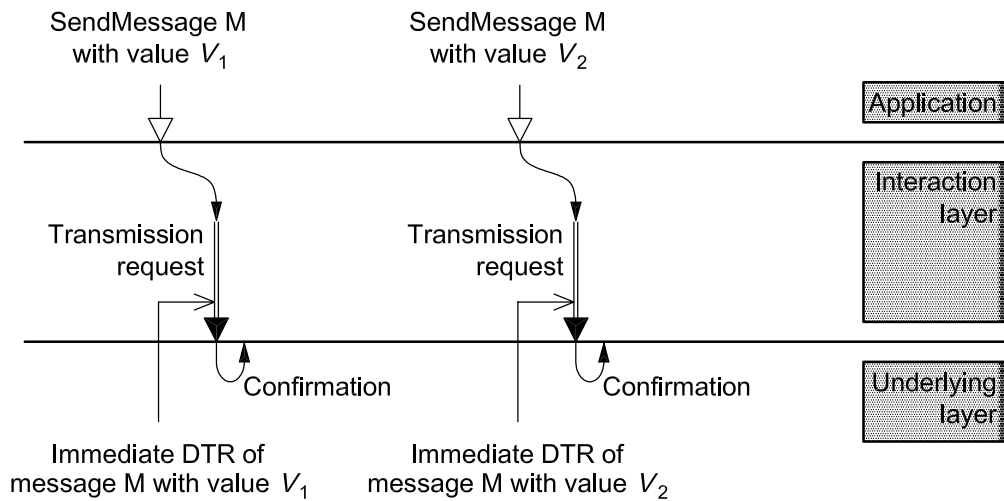 SendMessage M
with value V1
SendMessage M
with value V2
Application
Interaction
layer
Transmission
request
Transmission
request
Confirmation
Confirmation
Underlying
layer
Immediate DTR of
message M with value V1
Immediate DTR of
message M with value V2